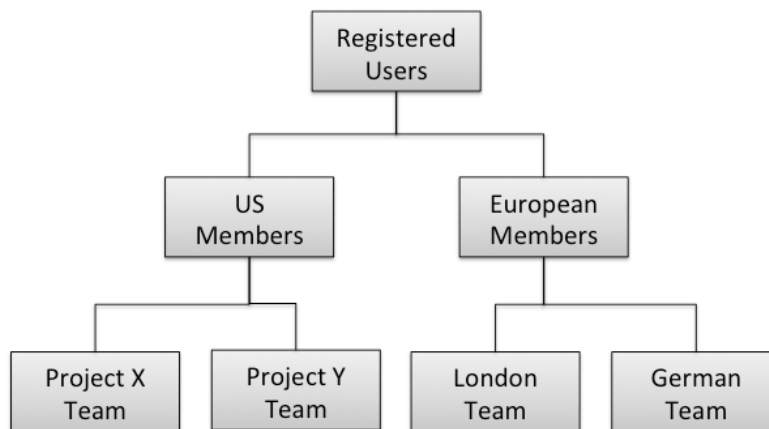 Registered
Users
US
Members
European
Members
Project X
Team
Project Y
Team
London
Team
German
Team